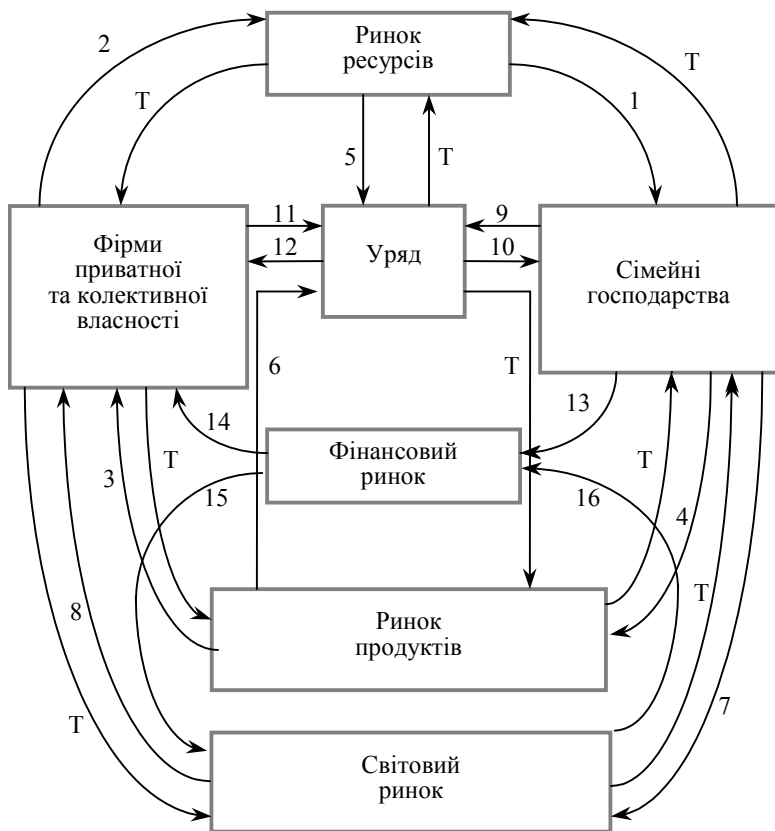 2
Ринок
ресурсів
Т
Т
1
5
Т
11
9
Фірми
приватної
та колективної
власності
12
Уряд
10
Сімейні
господарства
6
Т
13
14
Т
Фінансовий
ринок
Т
3
15
16
4
Т
8
Ринок
продуктів
Т
7
Світовий
ринок